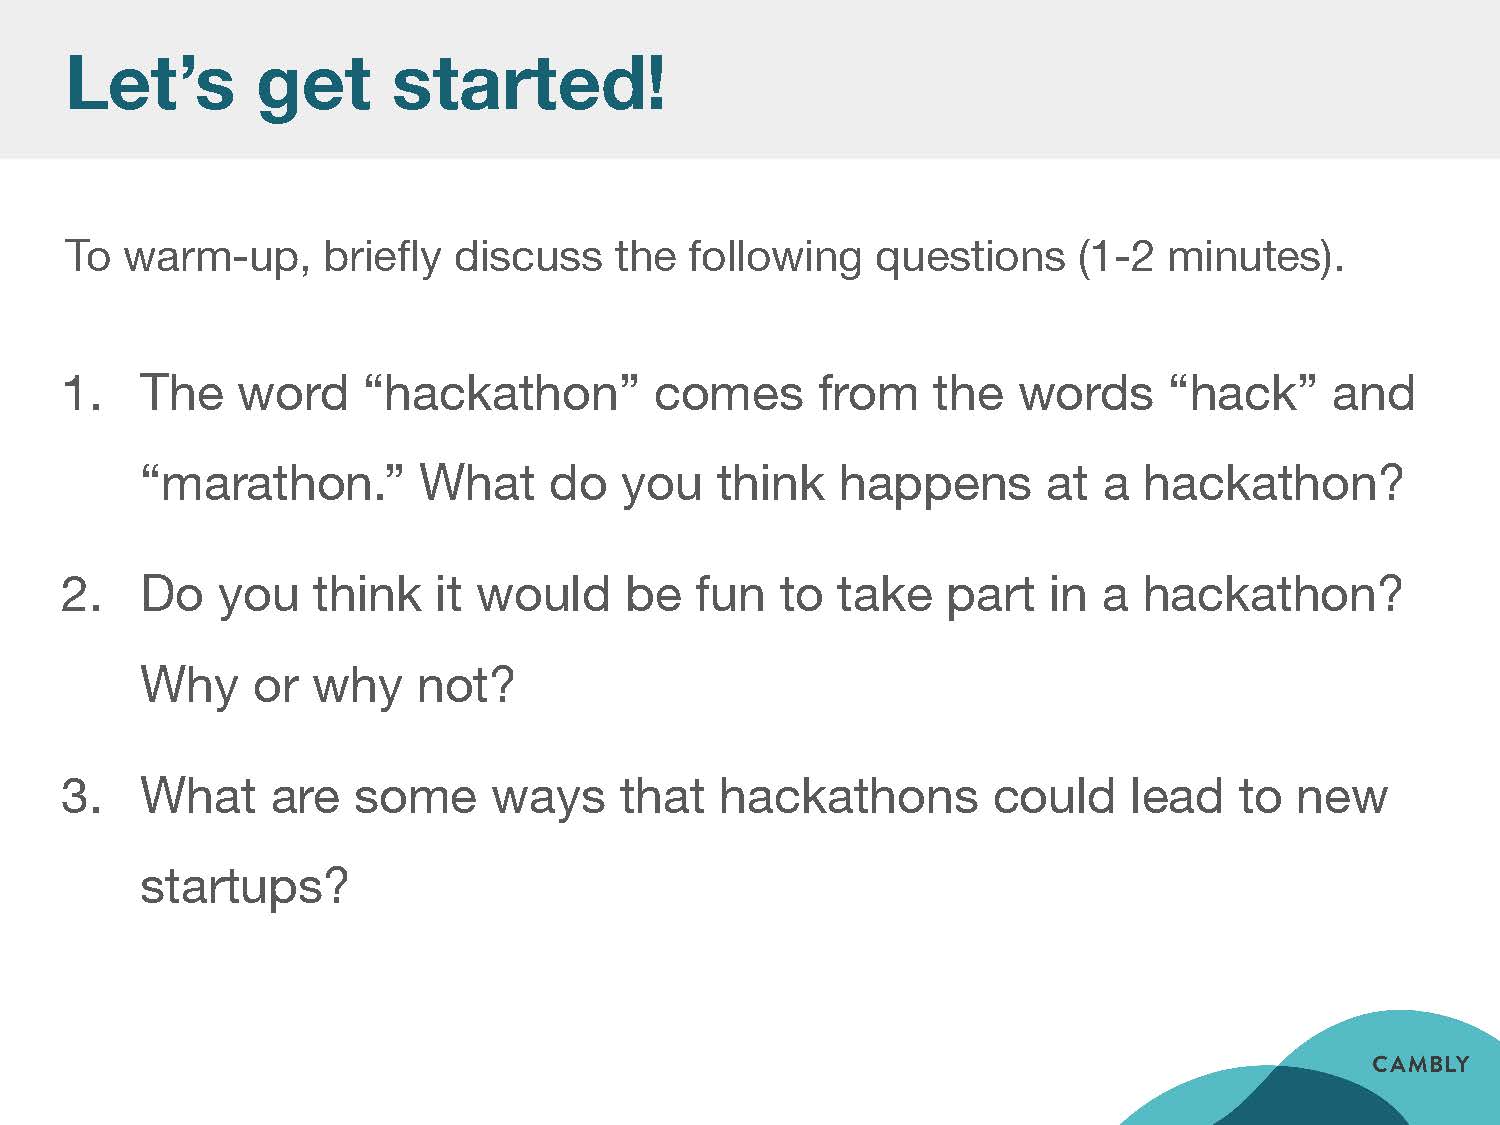 Let’s get started!
To warm-up, briefly discuss the following questions (1-2 minutes).
1. The word “hackathon” comes from the words “hack” and
“marathon.” What do you think happens at a hackathon?
2. Do you think it would be fun to take part in a hackathon?
Why or why not?
3. What are some ways that hackathons could lead to new
startups?
CAMBLY